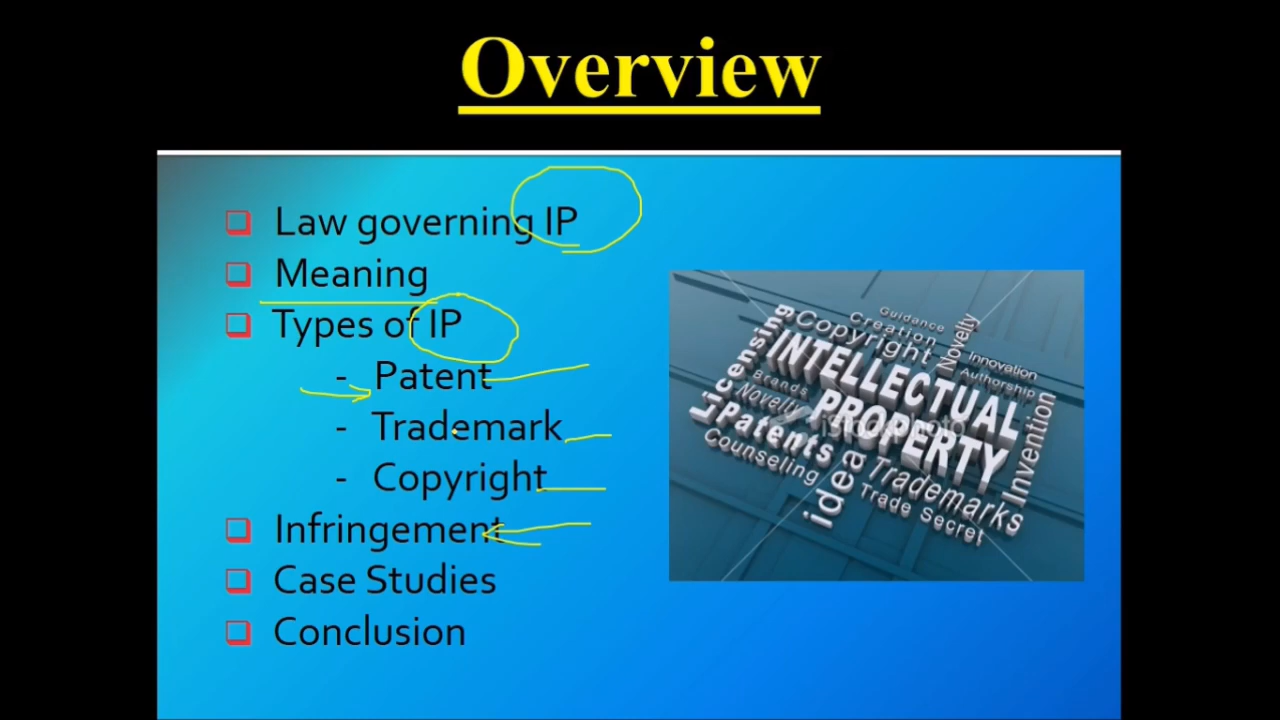 Overview
Law governing IP
Meaning
Types of IP
- Patent
- Trademark
- Copyright
Infringement
Case Studies
Conclusion
Guidance
Creation
Copyright
Novelty
Licensing
INTELLECTUAL
Innovation
Authorship
Brands
Novelty
PROPERTY
iStockphoto
Patents
Counseling
idea
Trademarks
Trade Secret
Invention